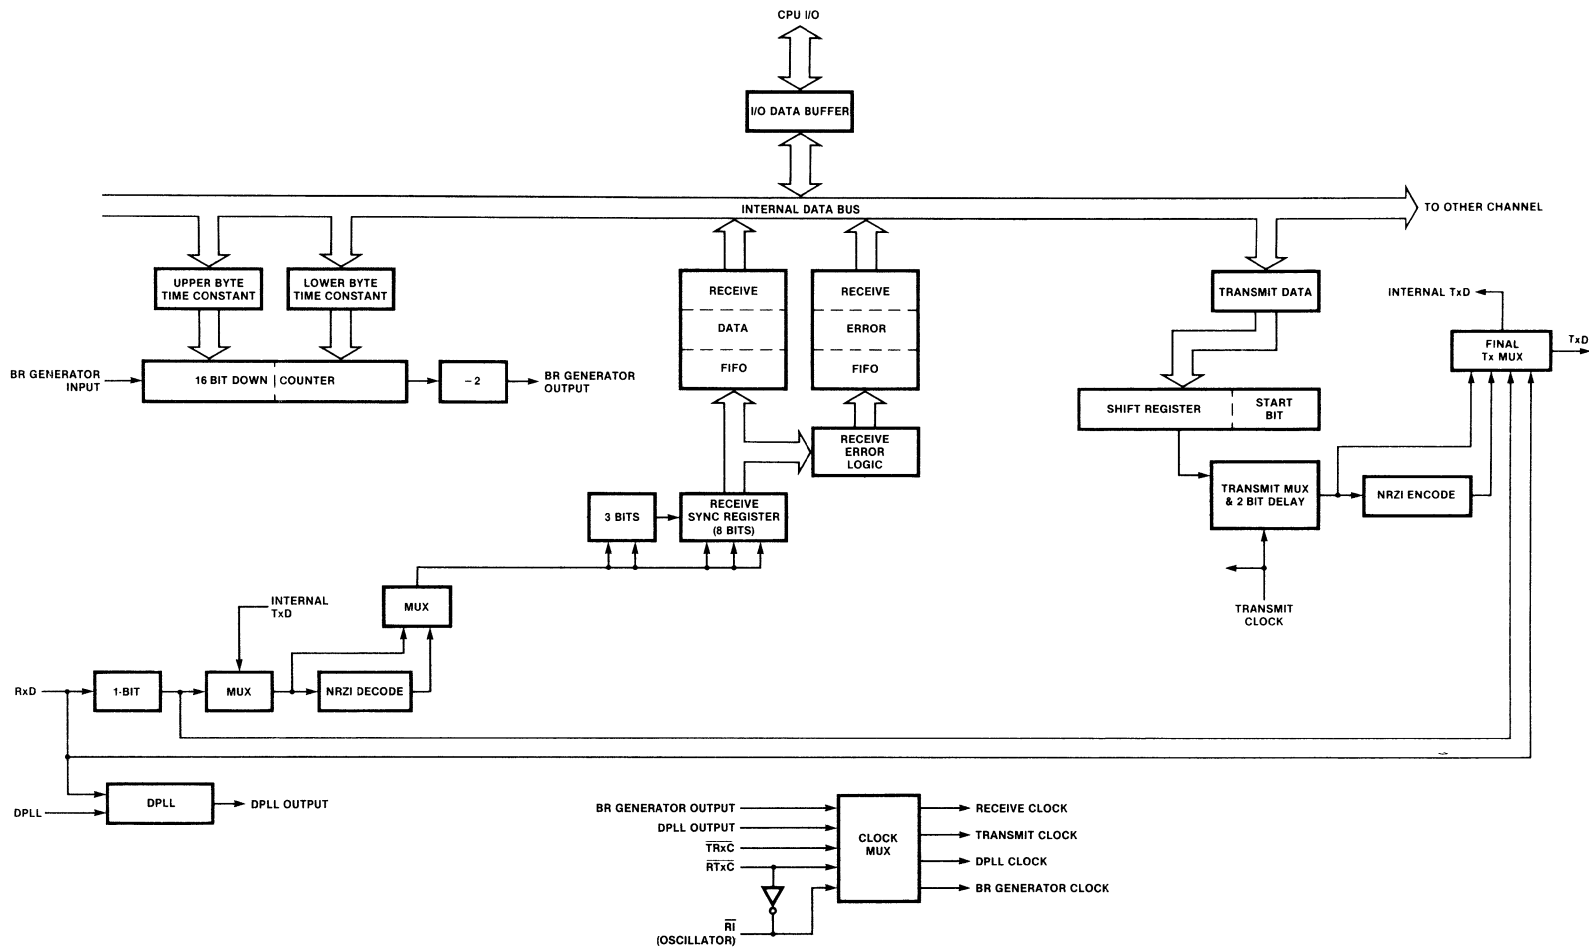 CPU I/O
I/O DATA BUFFER
INTERNAL DATA BUS
TO OTHER CHANNEL
UPPER BYTE
TIME CONSTANT
LOWER BYTE
TIME CONSTANT
RECEIVE
DATA
FIFO
RECEIVE
ERROR
FIFO
TRANSMIT DATA
INTERNAL TxD
FINAL
Tx MUX
TxD
BR GENERATOR
INPUT
16 BIT DOWN
COUNTER
–2
BR GENERATOR
OUTPUT
SHIFT REGISTER
START
BIT
RECEIVE
ERROR
LOGIC
3 BITS
RECEIVE
SYNC REGISTER
(8 BITS)
TRANSMIT MUX
& 2 BIT DELAY
NRZI ENCODE
TRANSMIT
CLOCK
INTERNAL
TxD
MUX
RxD
1-BIT
MUX
NRZI DECODE
DPLL
DPLL
DPLL OUTPUT
BR GENERATOR OUTPUT
DPLL OUTPUT
TRxC
RTxC
RI
(OSCILLATOR)
CLOCK
MUX
RECEIVE CLOCK
TRANSMIT CLOCK
DPLL CLOCK
BR GENERATOR CLOCK